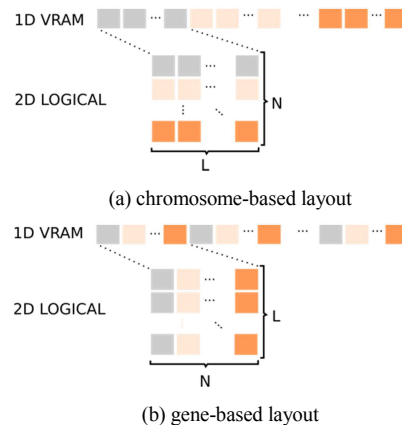 1D VRAM
2D LOGICAL
N
L
(a) chromosome-based layout
1D VRAM
2D LOGICAL
L
N
(b) gene-based layout